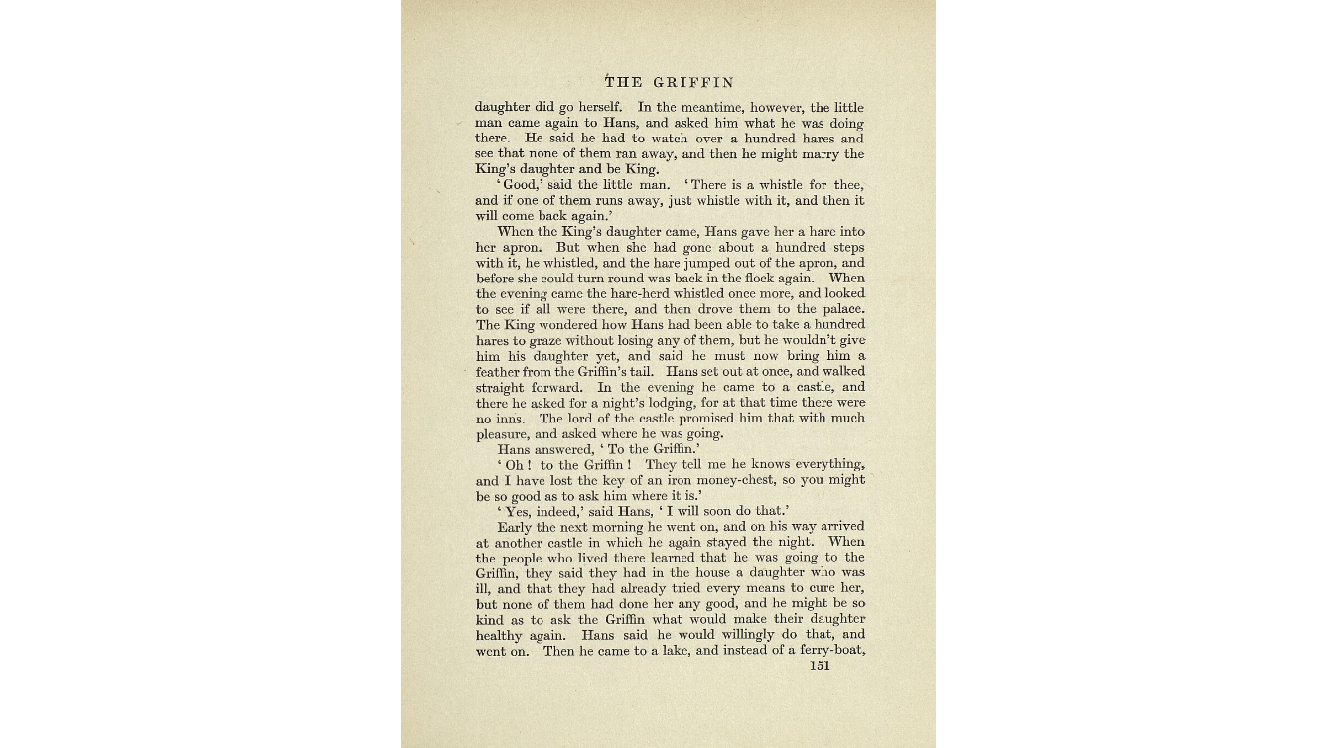 THE GRIFFIN
daughter did go herself. In the meantime, however, the little
man came again to Hans, and asked him what he was doing
there. He said he had to watch over a hundred hares and
see that none of them ran away, and then he might marry the
King's daughter and be King.
‘Good,’ said the little man. ‘There is a whistle for thee,
and if one of them runs away, just whistle with it, and then it
will come back again.’
When the King's daughter came, Hans gave her a hare into
her apron. But when she had gone about a hundred steps
with it, he whistled, and the hare jumped out of the apron, and
before she could turn round was back in the flock again. When
the evening came the hare-herd whistled once more, and looked
to see if all were there, and then drove them to the palace.
The King wondered how Hans had been able to take a hundred
hares to graze without losing any of them, but he wouldn't give
him his daughter yet, and said he must now bring him a
feather from the Griffin's tail. Hans set out at once, and walked
straight forward. In the evening he came to a castle, and
there he asked for a night's lodging, for at that time there were
no inns. The lord of the castle promised him that with much
pleasure, and asked where he was going.
Hans answered, ‘To the Griffin.’
‘Oh! to the Griffin! They tell me he knows everything,
and I have lost the key of an iron money-chest, so you might
be so good as to ask him where it is.’
‘Yes, indeed,’ said Hans, ‘I will soon do that.’
Early the next morning he went on, and on his way arrived
at another castle in which he again stayed the night. When
the people who lived there learned that he was going to the
Griffin, they said they had in the house a daughter who was
ill, and that they had already tried every means to cure her,
but none of them had done her any good, and he might be so
kind as to ask the Griffin what would make their daughter
healthy again. Hans said he would willingly do that, and
went on. Then he came to a lake, and instead of a ferry-boat,
151